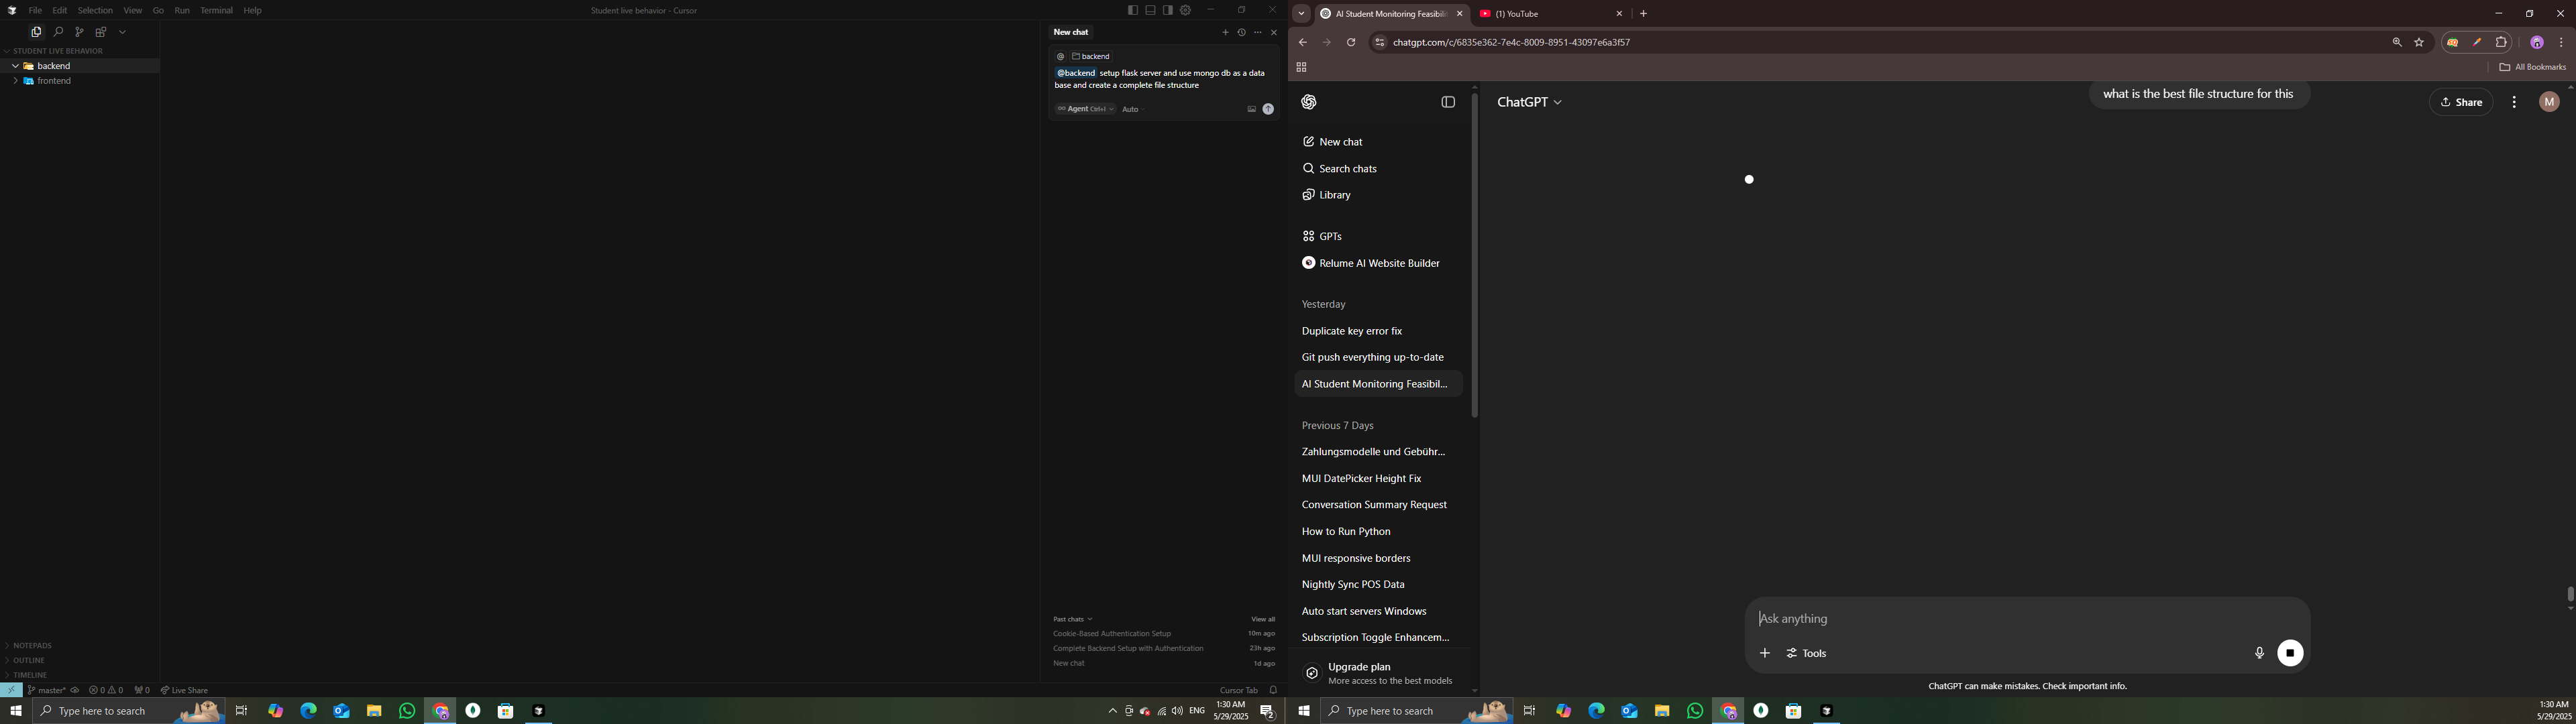 File Edit Selection View Go Run Terminal Help
Student live behavior - Cursor
STUDENT LIVE BEHAVIOR
backend
frontend
NOTEPADS
OUTLINE
TIMELINE
New chat
@ backend
@backend setup flask server and use mongo db as a data
base and create a complete file structure
Agent Ctrl+I Auto
Past chats View all
Cookie-Based Authentication Setup 10m ago
Complete Backend Setup with Authentication 23h ago
New chat 1d ago
master* 0 0 0 Live Share Cursor Tab
Type here to search
ENG
1:30 AM
5/29/2025
2
AI Student Monitoring Feasibili
(1) YouTube
chatgpt.com/c/6835e362-7e4c-8009-8951-43097e6a3f57
All Bookmarks
New chat
Search chats
Library
GPTs
Relume AI Website Builder
Yesterday
Duplicate key error fix
Git push everything up-to-date
AI Student Monitoring Feasibil...
Previous 7 Days
Zahlungsmodelle und Gebühr...
MUI DatePicker Height Fix
Conversation Summary Request
How to Run Python
MUI responsive borders
Nightly Sync POS Data
Auto start servers Windows
Subscription Toggle Enhancem...
Upgrade plan
More access to the best models
ChatGPT
what is the best file structure for this
Share
M
Ask anything
Tools
ChatGPT can make mistakes. Check important info.
Type here to search
1:30 AM
5/29/2025